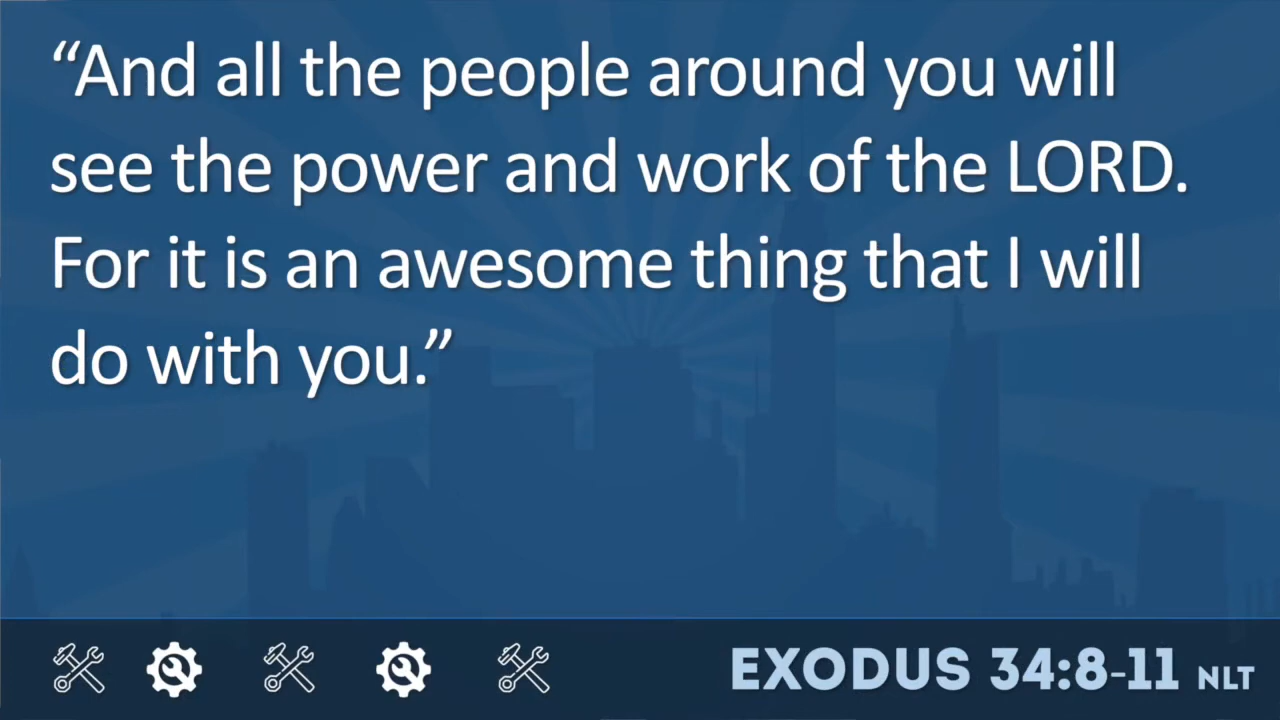 “And all the people around you will
see the power and work of the LORD.
For it is an awesome thing that I will
do with you.”
EXODUS 34:8-11 NLT